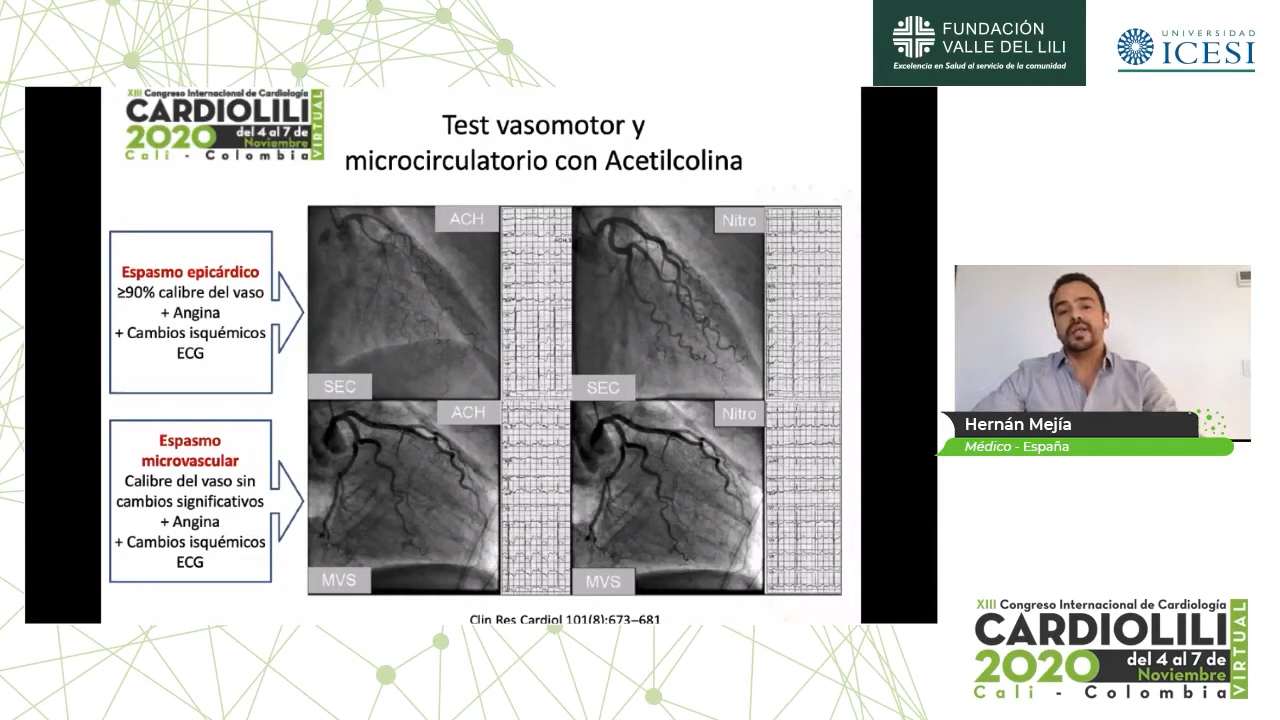 FUNDACIÓN
VALLE DEL LILI
Excelencia en Salud al servicio de la comunidad
UNIVERSIDAD
ICESI
XIII Congreso Internacional de Cardiología
CARDIOLILI
2020 del 4 al 7 de
Noviembre
Cali - Colombia
VIRTUAL
Test vasomotor y
microcirculatorio con Acetilcolina
Espasmo epicárdico
≥90% calibre del vaso
+ Angina
+ Cambios isquémicos
ECG
ACH
SEC
Nitro
SEC
Espasmo
microvascular
Calibre del vaso sin
cambios significativos
+ Angina
+ Cambios isquémicos
ECG
ACH
MVS
Nitro
MVS
Clin Res Cardiol 101(8):673–681
Hernán Mejía
Médico - España
XIII Congreso Internacional de Cardiología
CARDIOLILI
2020 del 4 al 7 de
Noviembre
Cali - Colombia
VIRTUAL